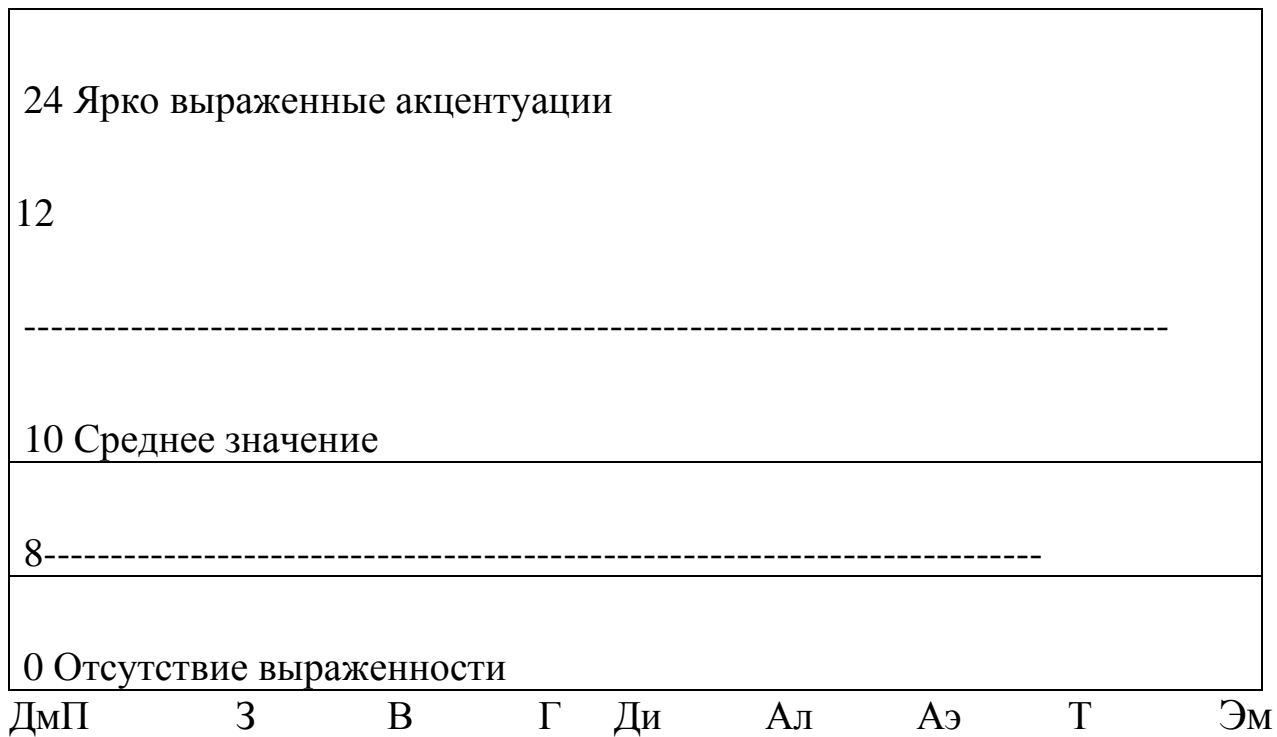 24 Ярко выраженные акцентуации
12
--------------------------------------------------------------------------------------
10 Среднее значение
8---------------------------------------------------------------------------
0 Отсутствие выраженности
ДмП З В Г Ди Ал Аэ Т Эм